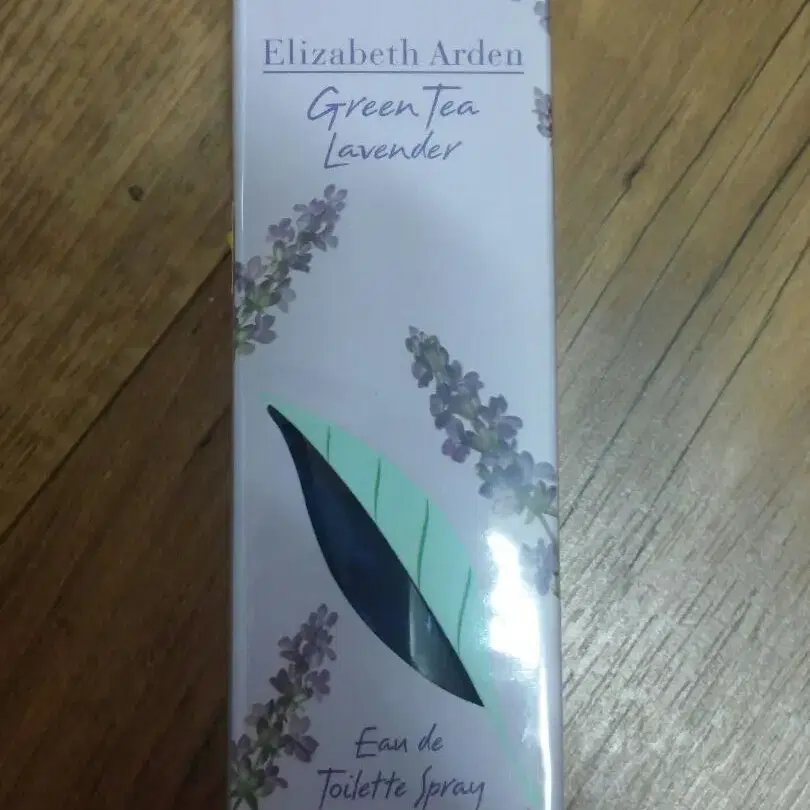 Elizabeth Arden
Green Tea
Lavender
Eau de
Toilette Spray